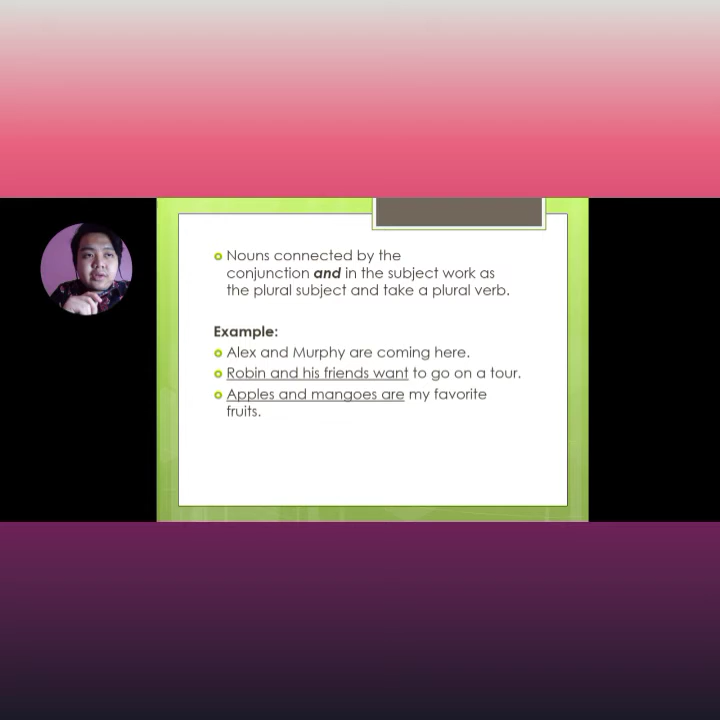 Nouns connected by the
conjunction and in the subject work as
the plural subject and take a plural verb.
Example:
Alex and Murphy are coming here.
Robin and his friends want to go on a tour.
Apples and mangoes are my favorite
fruits.